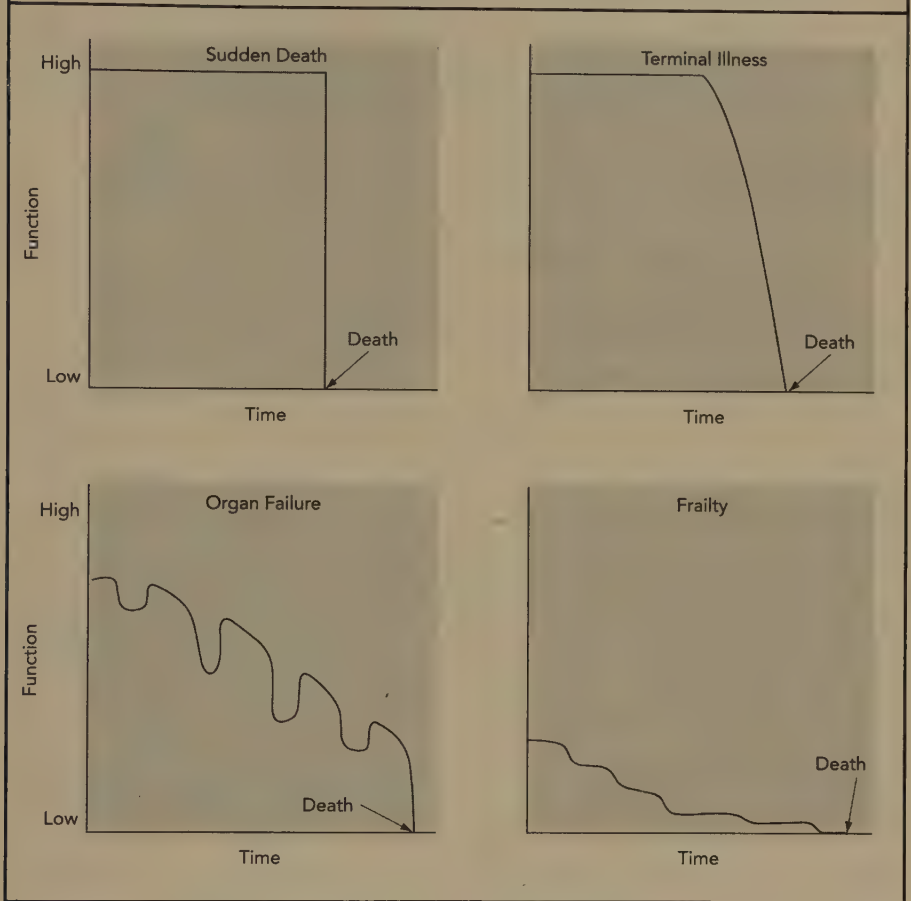 Sudden Death
High
Function
Death
Low
Time
Terminal Illness
Death
Time
Organ Failure
High
Function
Death
Low
Time
Frailty
Death
Time